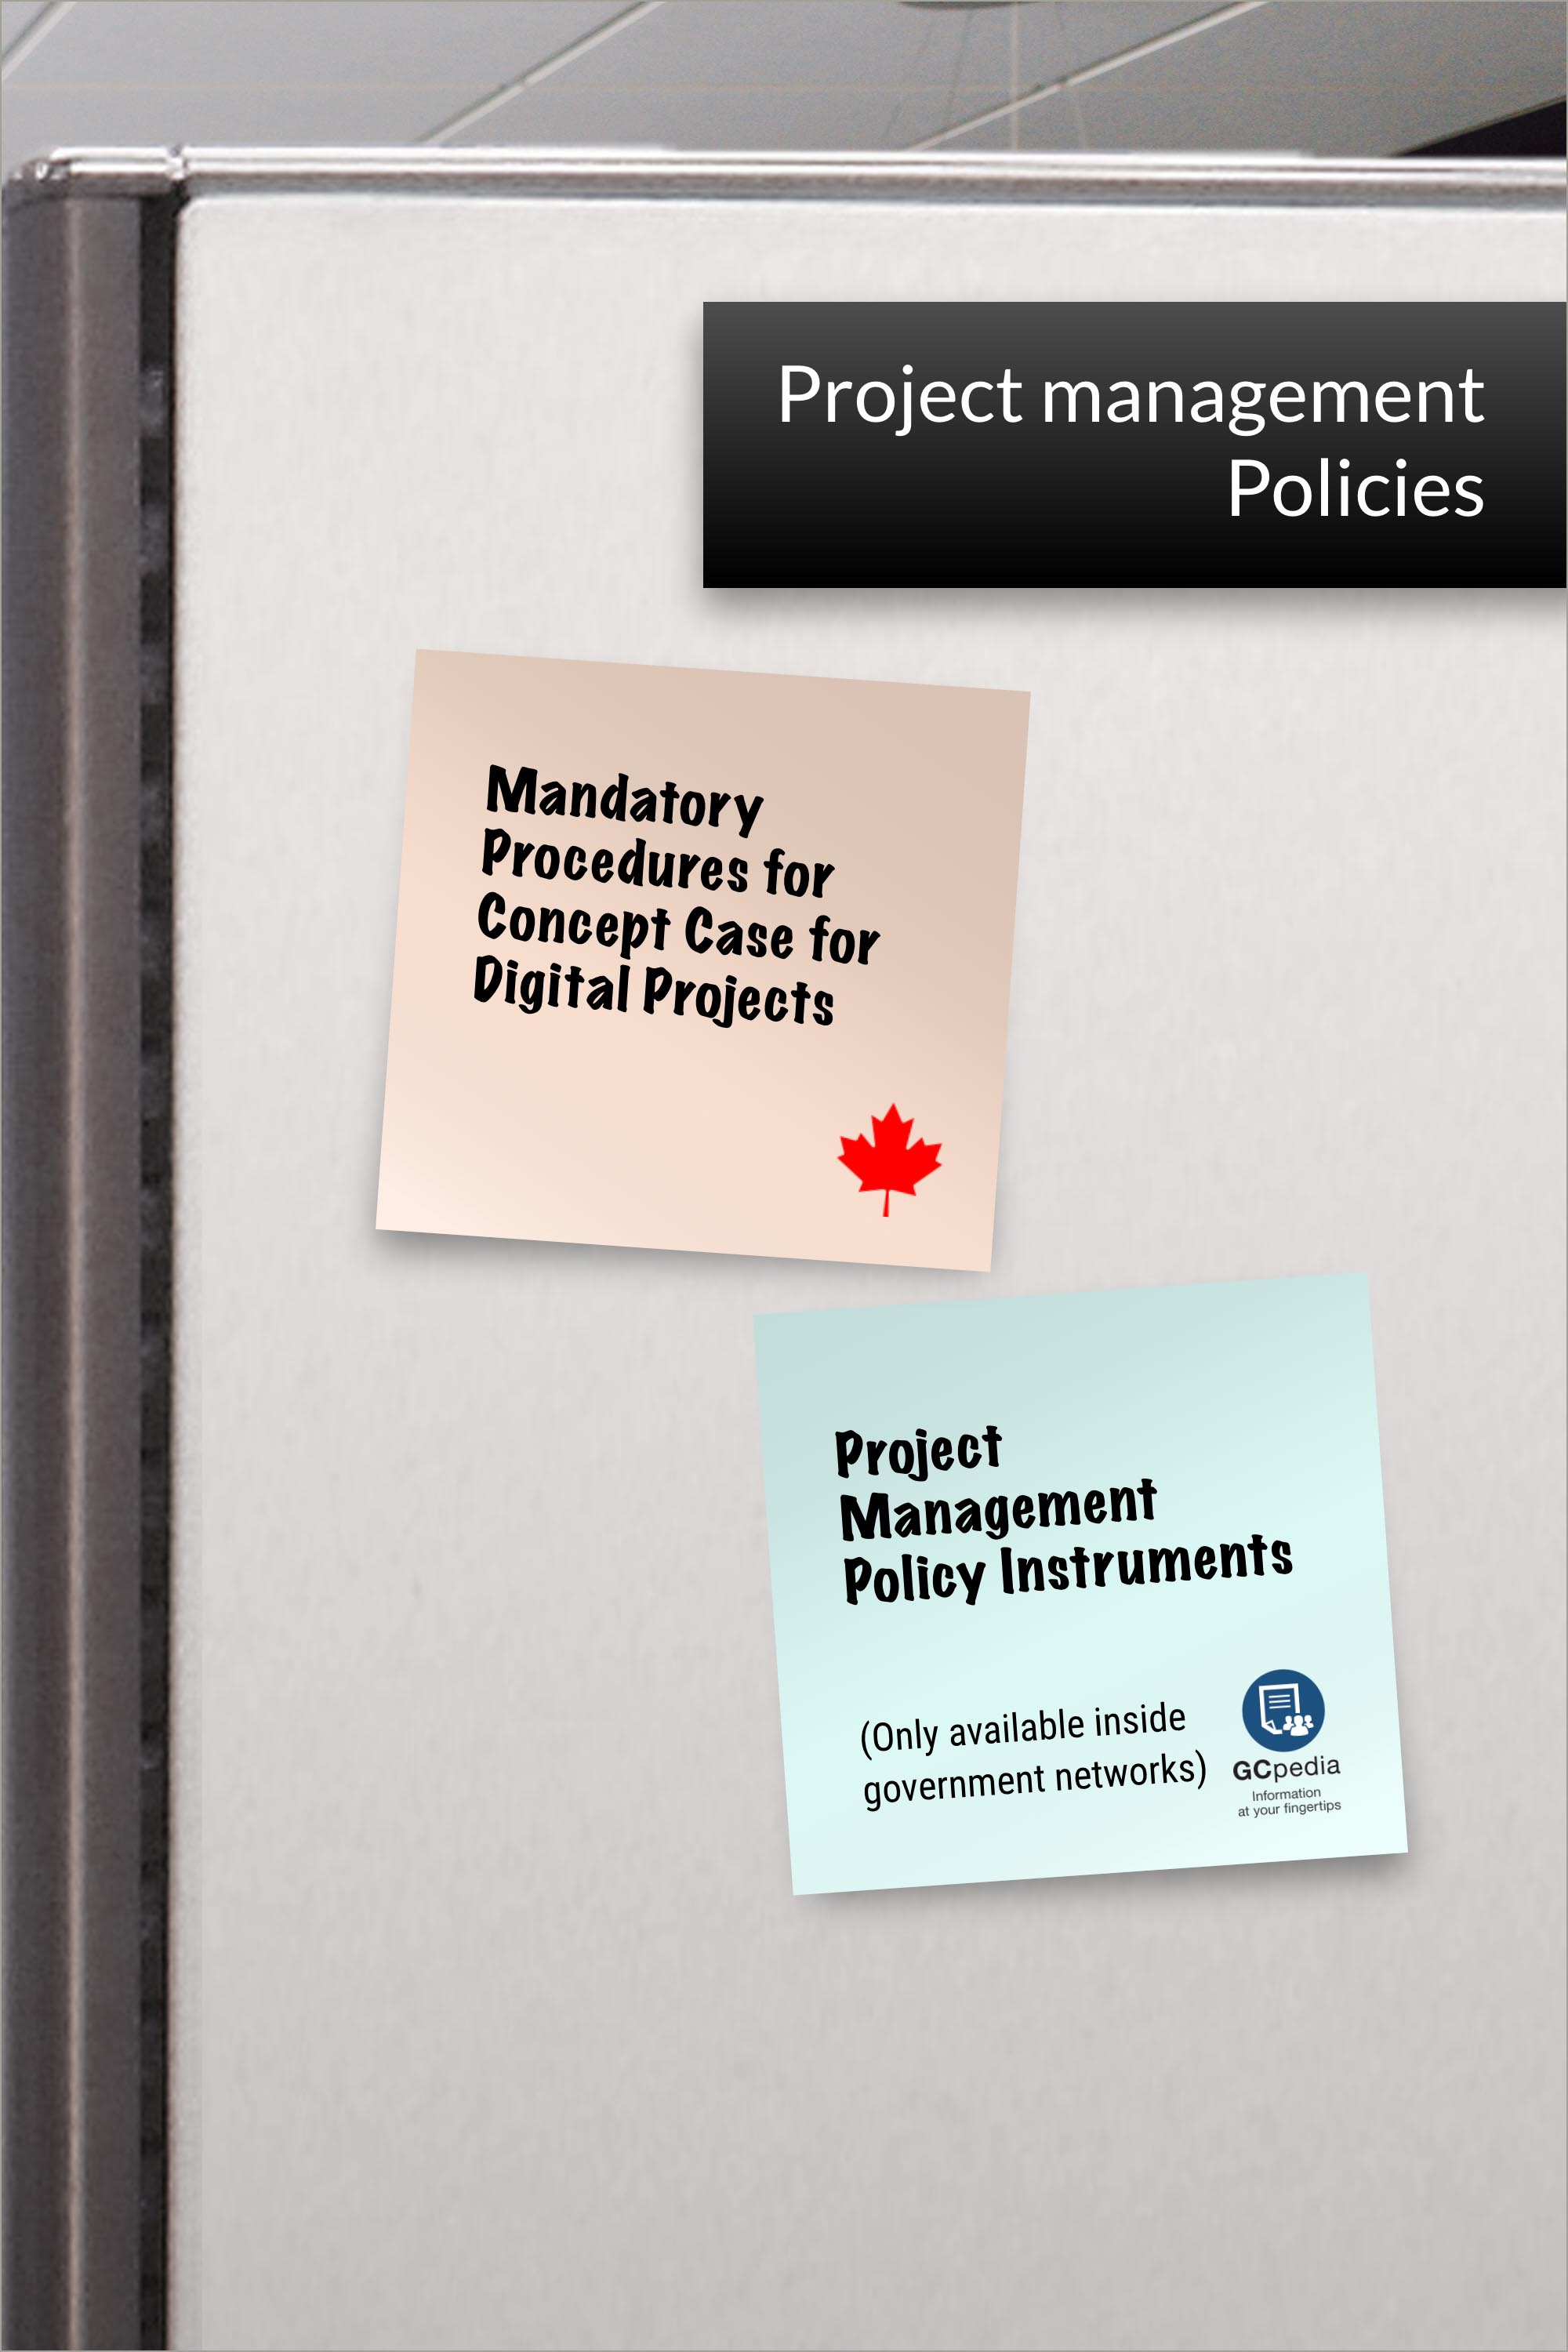 Project management
Policies
Mandatory
Procedures for
Concept Case for
Digital Projects
Project
Management
Policy Instruments
(Only available inside
government networks)
GCpedia
Information
at your fingertips